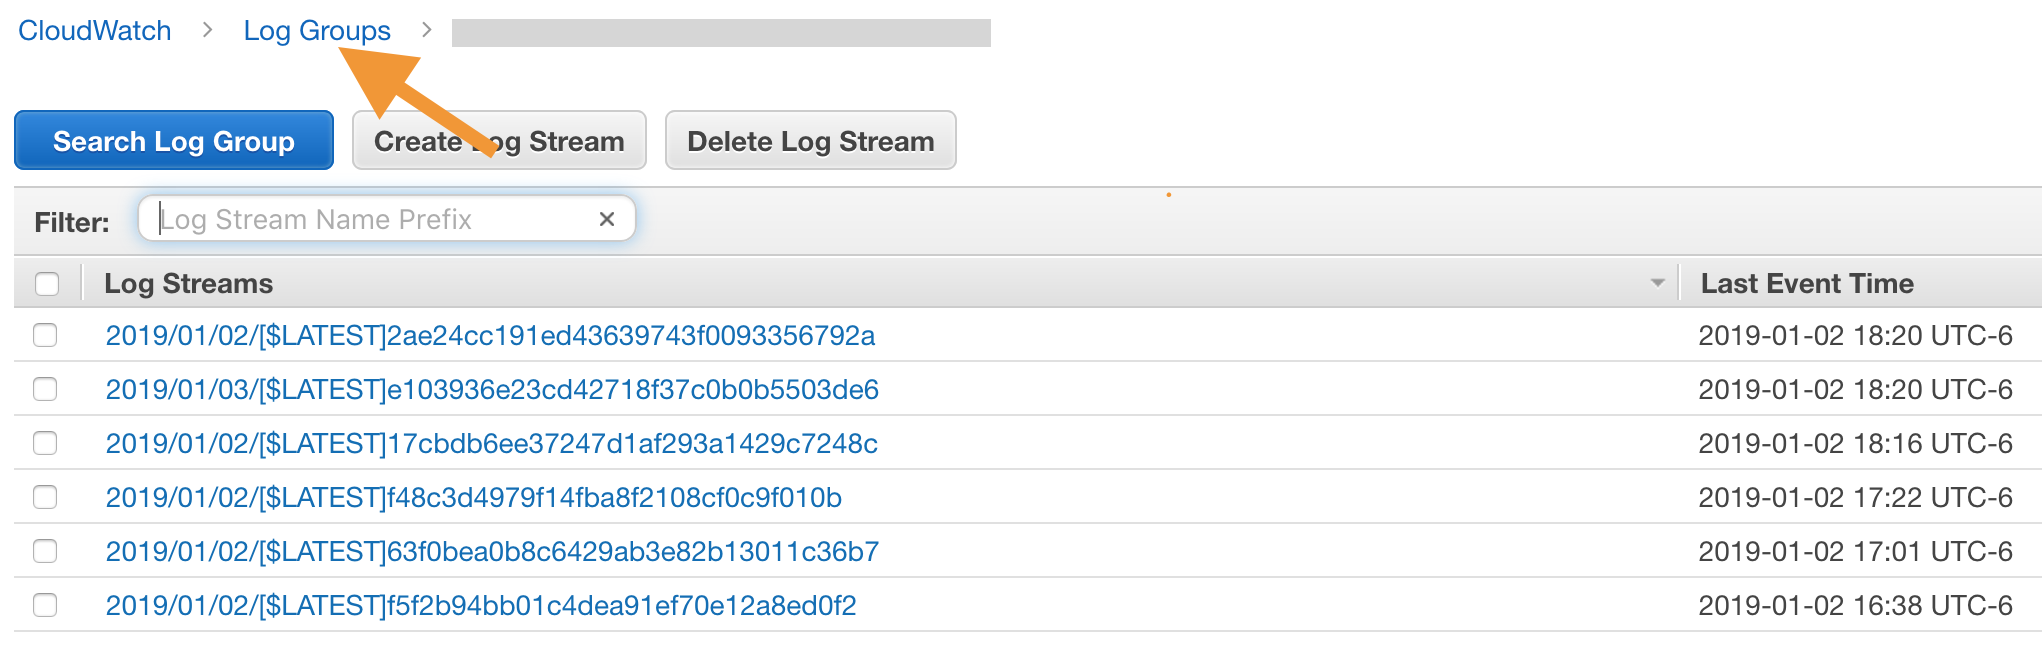 CloudWatch > Log Groups >
Search Log Group Create Log Stream Delete Log Stream
Filter: Log Stream Name Prefix ×
Log Streams Last Event Time
2019/01/02/[$LATEST]2ae24cc191ed43639743f0093356792a 2019-01-02 18:20 UTC-6
2019/01/03/[$LATEST]e103936e23cd42718f37c0b0b5503de6 2019-01-02 18:20 UTC-6
2019/01/02/[$LATEST]17cbdb6ee37247d1af293a1429c7248c 2019-01-02 18:16 UTC-6
2019/01/02/[$LATEST]f48c3d4979f14fba8f2108cf0c9f010b 2019-01-02 17:22 UTC-6
2019/01/02/[$LATEST]63f0bea0b8c6429ab3e82b13011c36b7 2019-01-02 17:01 UTC-6
2019/01/02/[$LATEST]f5f2b94bb01c4dea91ef70e12a8ed0f2 2019-01-02 16:38 UTC-6